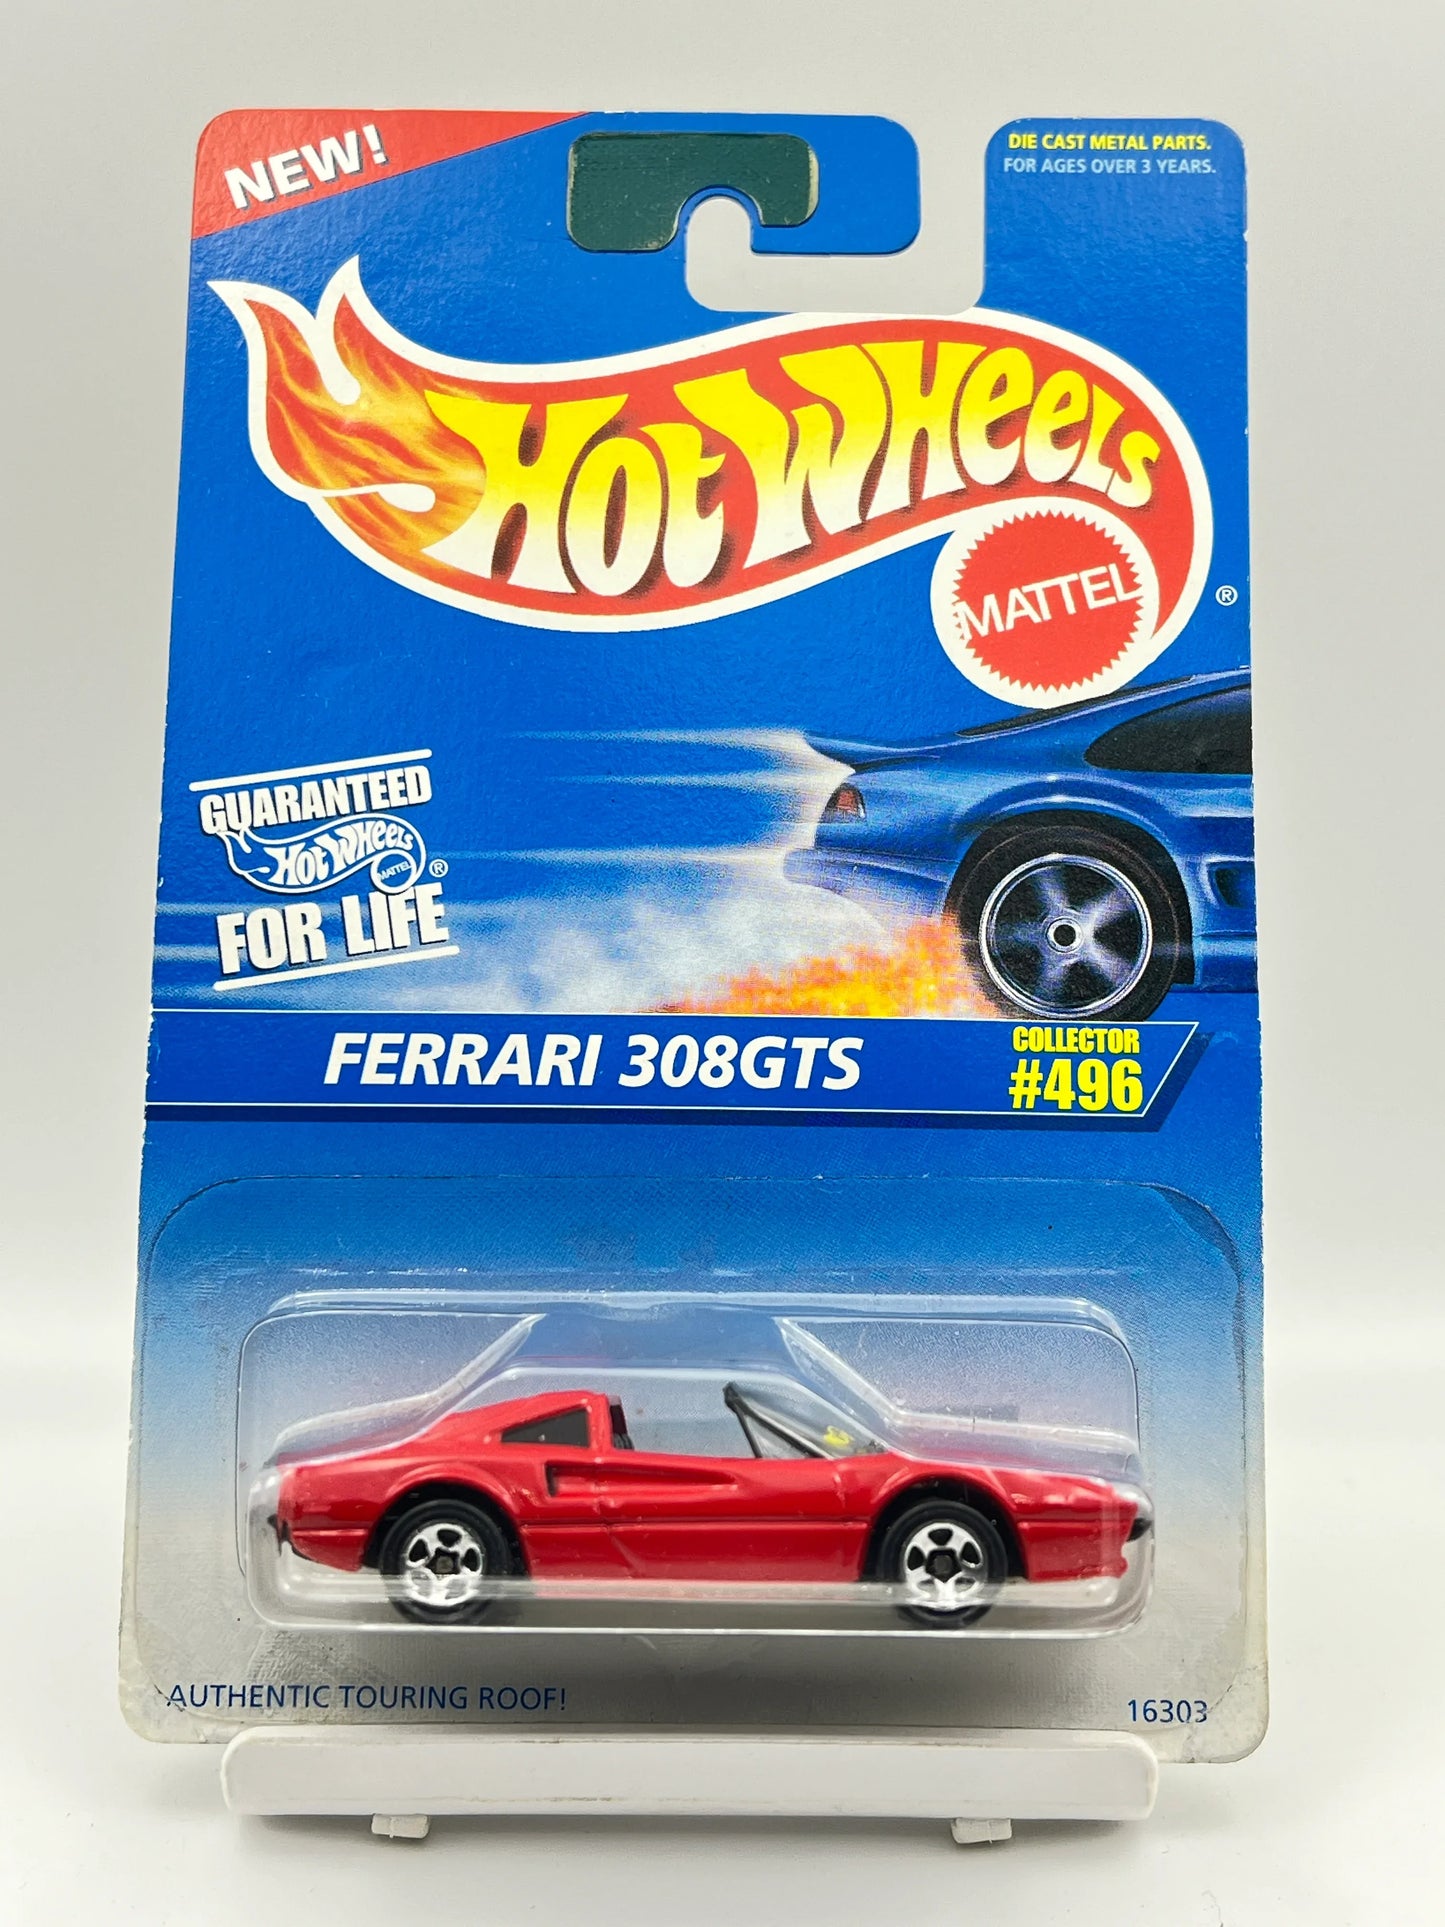 NEW!
DIE CAST METAL PARTS.
FOR AGES OVER 3 YEARS.
HOT WHEELS
MATTEL
®
GUARANTEED
HOT WHEELS
MATTEL
®
FOR LIFE
FERRARI 308GTS
COLLECTOR
#496
AUTHENTIC TOURING ROOF!
16303